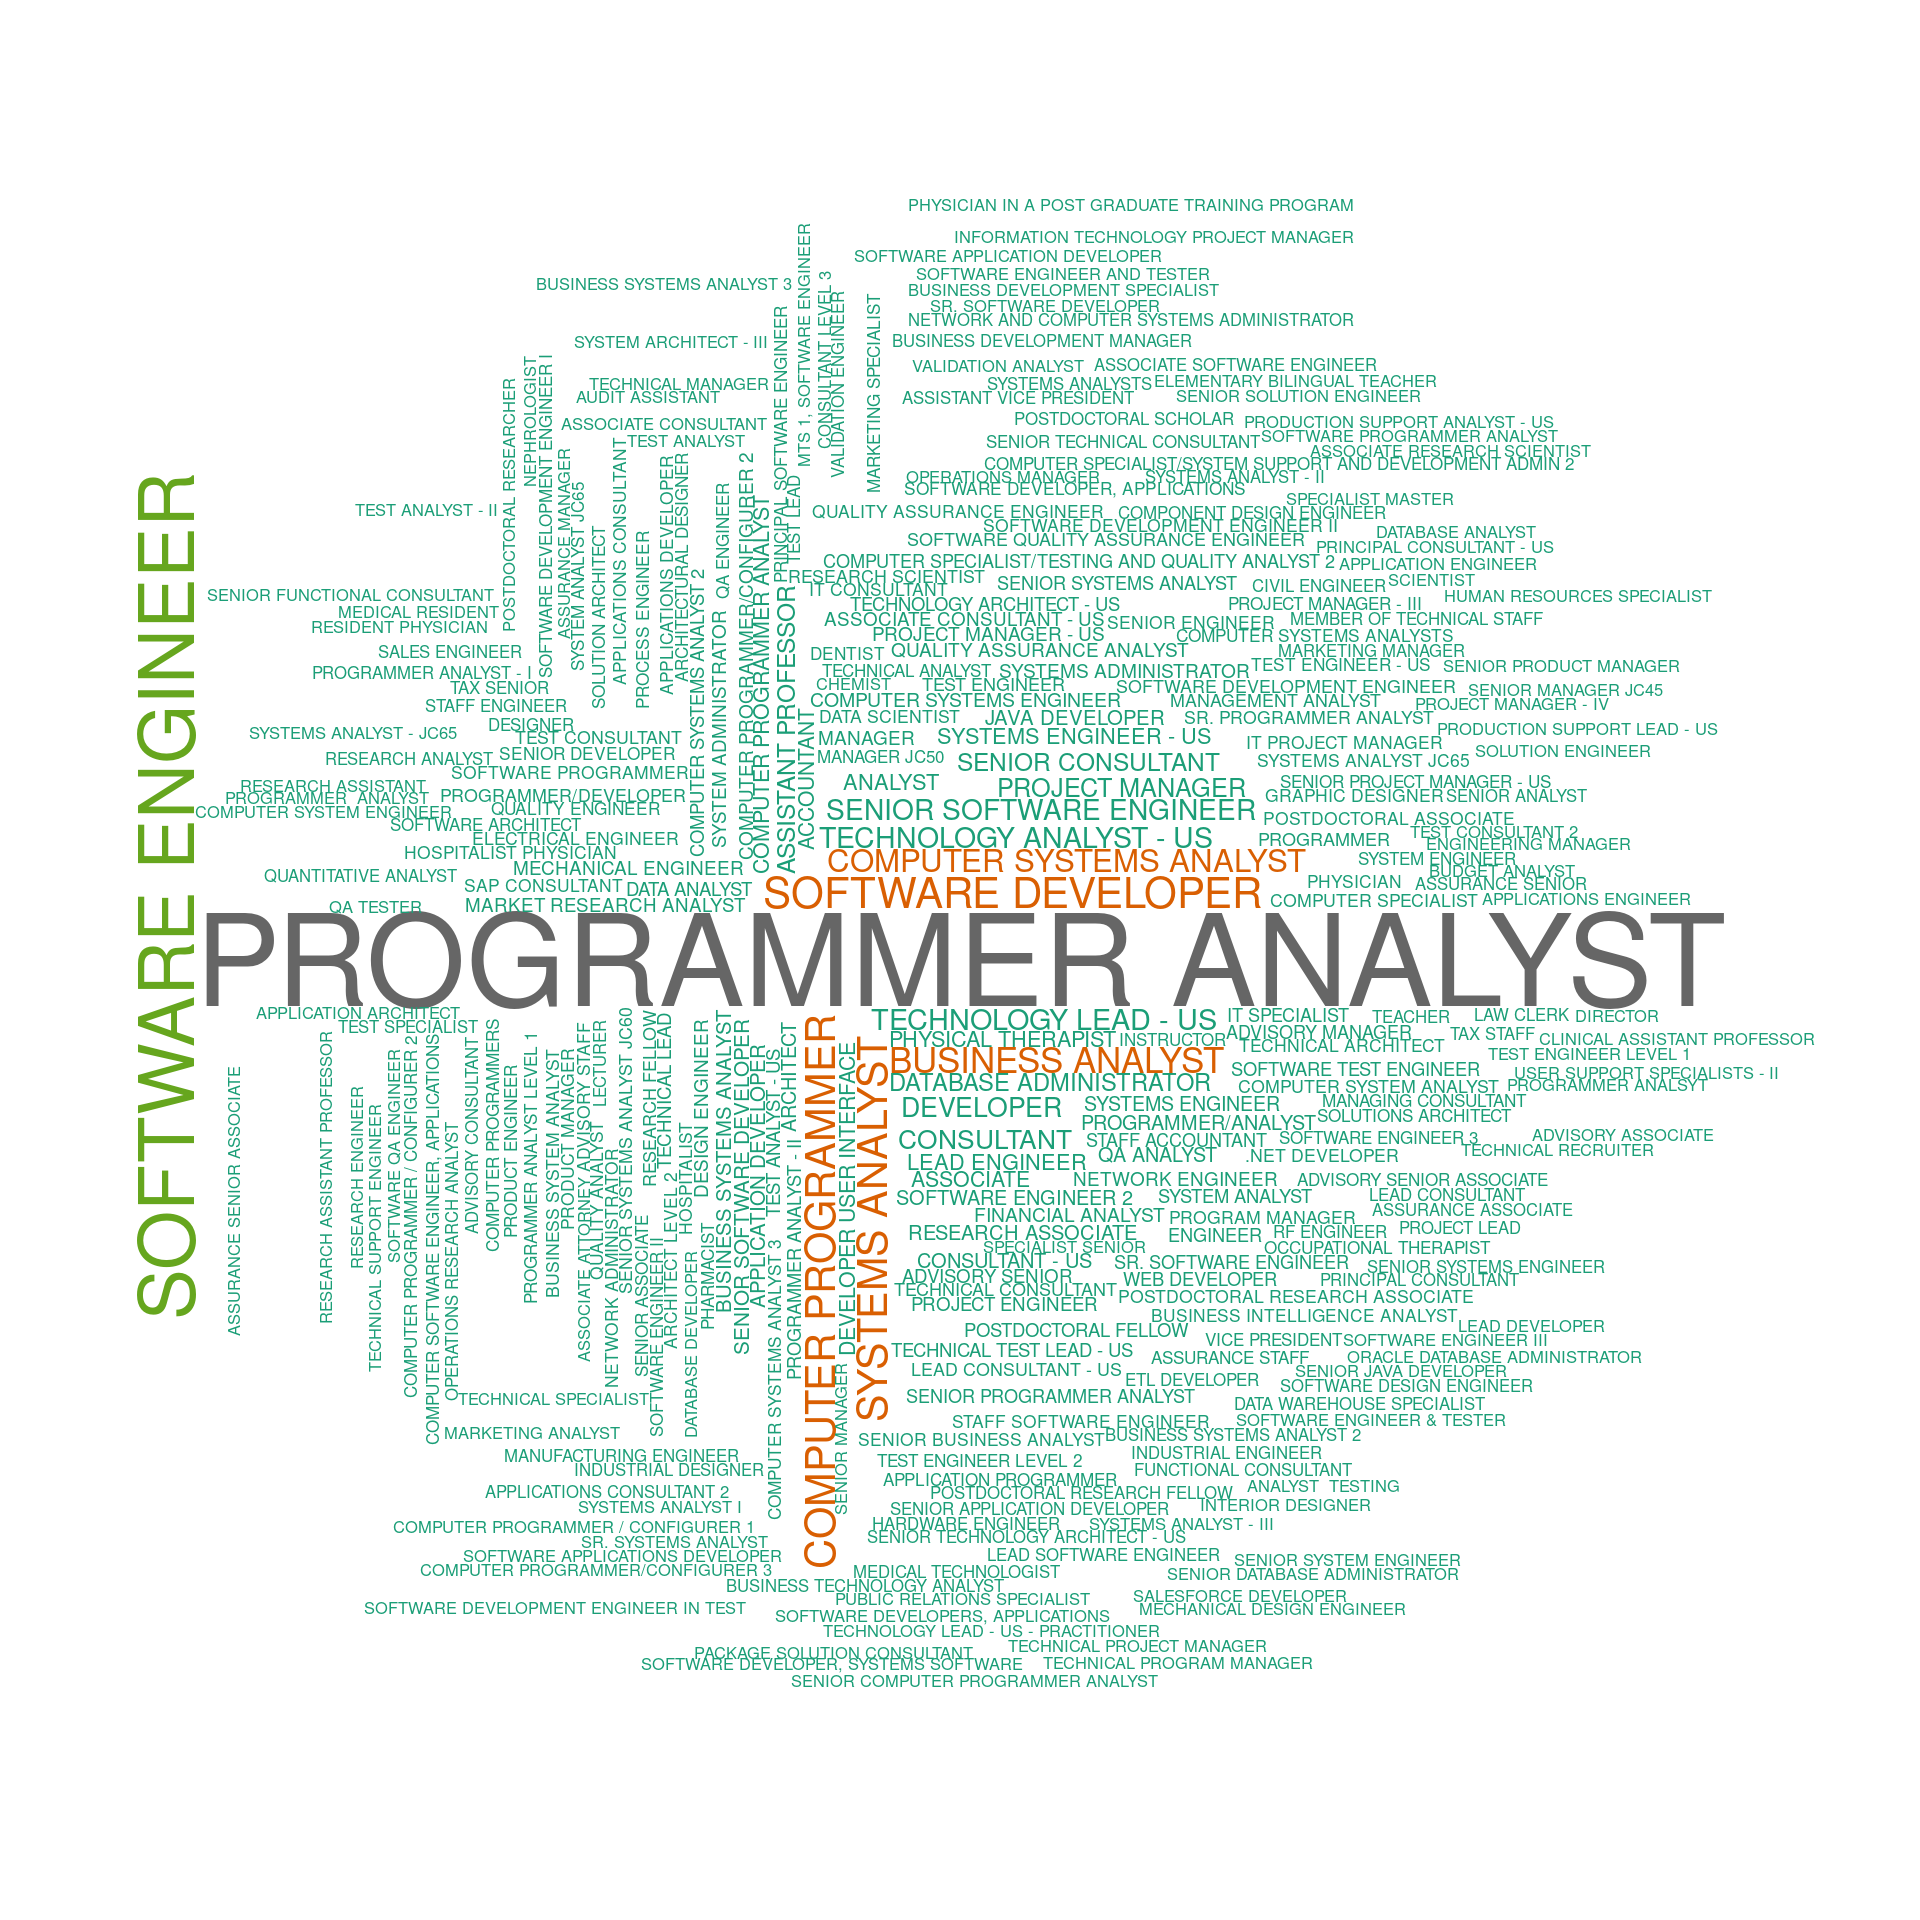 PHYSICIAN IN A POST GRADUATE TRAINING PROGRAM
INFORMATION TECHNOLOGY PROJECT MANAGER
SOFTWARE APPLICATION DEVELOPER
SOFTWARE ENGINEER AND TESTER
BUSINESS SYSTEMS ANALYST 3
BUSINESS DEVELOPMENT SPECIALIST
SR. SOFTWARE DEVELOPER
NETWORK AND COMPUTER SYSTEMS ADMINISTRATOR
SYSTEM ARCHITECT - III
BUSINESS DEVELOPMENT MANAGER
VALIDATION ANALYST
ASSOCIATE SOFTWARE ENGINEER
TECHNICAL MANAGER
SYSTEMS ANALYSTS
ELEMENTARY BILINGUAL TEACHER
AUDIT ASSISTANT
ASSISTANT VICE PRESIDENT
SENIOR SOLUTION ENGINEER
ASSOCIATE CONSULTANT
POSTDOCTORAL SCHOLAR
PRODUCTION SUPPORT ANALYST - US
TEST ANALYST
SENIOR TECHNICAL CONSULTANT
SOFTWARE PROGRAMMER ANALYST
ASSOCIATE RESEARCH SCIENTIST
COMPUTER SPECIALIST/SYSTEM SUPPORT AND DEVELOPMENT ADMIN 2
OPERATIONS MANAGER
SYSTEMS ANALYST - II
SOFTWARE DEVELOPER, APPLICATIONS
SPECIALIST MASTER
TEST ANALYST - II
QUALITY ASSURANCE ENGINEER
COMPONENT DESIGN ENGINEER
SOFTWARE DEVELOPMENT ENGINEER II
DATABASE ANALYST
SOFTWARE QUALITY ASSURANCE ENGINEER
PRINCIPAL CONSULTANT - US
COMPUTER SPECIALIST/TESTING AND QUALITY ANALYST 2
APPLICATION ENGINEER
RESEARCH SCIENTIST
SENIOR SYSTEMS ANALYST
CIVIL ENGINEER
SCIENTIST
IT CONSULTANT
SENIOR FUNCTIONAL CONSULTANT
HUMAN RESOURCES SPECIALIST
TECHNOLOGY ARCHITECT - US
PROJECT MANAGER - III
MEDICAL RESIDENT
ASSOCIATE CONSULTANT - US
SENIOR ENGINEER
MEMBER OF TECHNICAL STAFF
RESIDENT PHYSICIAN
PROJECT MANAGER - US
COMPUTER SYSTEMS ANALYSTS
SALES ENGINEER
DENTIST
QUALITY ASSURANCE ANALYST
MARKETING MANAGER
PROGRAMMER ANALYST - I
TECHNICAL ANALYST
SYSTEMS ADMINISTRATOR
TEST ENGINEER - US
SENIOR PRODUCT MANAGER
TAX SENIOR
CHEMIST
TEST ENGINEER
SOFTWARE DEVELOPMENT ENGINEER
SENIOR MANAGER JC45
STAFF ENGINEER
COMPUTER SYSTEMS ENGINEER
MANAGEMENT ANALYST
PROJECT MANAGER - IV
DESIGNER
DATA SCIENTIST
JAVA DEVELOPER
SR. PROGRAMMER ANALYST
PRODUCTION SUPPORT LEAD - US
SYSTEMS ANALYST - JC65
TEST CONSULTANT
MANAGER
SYSTEMS ENGINEER - US
IT PROJECT MANAGER
SOLUTION ENGINEER
RESEARCH ANALYST
SENIOR DEVELOPER
MANAGER JC50
SENIOR CONSULTANT
SYSTEMS ANALYST JC65
SOFTWARE PROGRAMMER
ANALYST
PROJECT MANAGER
SENIOR PROJECT MANAGER - US
RESEARCH ASSISTANT
PROGRAMMER  ANALYST
PROGRAMMER/DEVELOPER
GRAPHIC DESIGNER
SENIOR ANALYST
COMPUTER SYSTEM ENGINEER
QUALITY ENGINEER
SENIOR SOFTWARE ENGINEER
POSTDOCTORAL ASSOCIATE
SOFTWARE ARCHITECT
TEST CONSULTANT 2
ELECTRICAL ENGINEER
TECHNOLOGY ANALYST - US
PROGRAMMER
ENGINEERING MANAGER
HOSPITALIST PHYSICIAN
COMPUTER SYSTEMS ANALYST
SYSTEM ENGINEER
MECHANICAL ENGINEER
BUDGET ANALYST
QUANTITATIVE ANALYST
SAP CONSULTANT
DATA ANALYST
SOFTWARE DEVELOPER
PHYSICIAN
ASSURANCE SENIOR
QA TESTER
MARKET RESEARCH ANALYST
COMPUTER SPECIALIST
APPLICATIONS ENGINEER
SOFTWARE ENGINEER
POSTDOCTORAL RESEARCHER
NEPHROLOGIST
SOFTWARE DEVELOPMENT ENGINEER I
ASSURANCE MANAGER
SYSTEM ANALYST JC65
SOLUTION ARCHITECT
APPLICATIONS CONSULTANT
PROCESS ENGINEER
APPLICATIONS DEVELOPER
ARCHITECTURAL DESIGNER
COMPUTER SYSTEMS ANALYST 2
SYSTEM ADMINISTRATOR
QA ENGINEER
COMPUTER PROGRAMMER/CONFIGURER 2
COMPUTER PROGRAMMER ANALYST
PRINCIPAL SOFTWARE ENGINEER
ASSISTANT PROFESSOR
TEST LEAD
MTS 1, SOFTWARE ENGINEER
ACCOUNTANT
CONSULTANT LEVEL 3
VALIDATION ENGINEER
MARKETING SPECIALIST
PROGRAMMER ANALYST
APPLICATION ARCHITECT
TECHNOLOGY LEAD - US
IT SPECIALIST
TEACHER
LAW CLERK
DIRECTOR
TEST SPECIALIST
PHYSICAL THERAPIST
INSTRUCTOR
ADVISORY MANAGER
TAX STAFF
CLINICAL ASSISTANT PROFESSOR
TECHNICAL ARCHITECT
TEST ENGINEER LEVEL 1
BUSINESS ANALYST
SOFTWARE TEST ENGINEER
USER SUPPORT SPECIALISTS - II
DATABASE ADMINISTRATOR
COMPUTER SYSTEM ANALYST
PROGRAMMER ANALSYT
DEVELOPER
SYSTEMS ENGINEER
MANAGING CONSULTANT
PROGRAMMER/ANALYST
SOLUTIONS ARCHITECT
CONSULTANT
STAFF ACCOUNTANT
SOFTWARE ENGINEER 3
ADVISORY ASSOCIATE
LEAD ENGINEER
QA ANALYST
.NET DEVELOPER
TECHNICAL RECRUITER
ASSOCIATE
NETWORK ENGINEER
ADVISORY SENIOR ASSOCIATE
SOFTWARE ENGINEER 2
SYSTEM ANALYST
LEAD CONSULTANT
FINANCIAL ANALYST
PROGRAM MANAGER
ASSURANCE ASSOCIATE
RESEARCH ASSOCIATE
ENGINEER
RF ENGINEER
PROJECT LEAD
SPECIALIST SENIOR
OCCUPATIONAL THERAPIST
CONSULTANT - US
SR. SOFTWARE ENGINEER
SENIOR SYSTEMS ENGINEER
ADVISORY SENIOR
WEB DEVELOPER
PRINCIPAL CONSULTANT
TECHNICAL CONSULTANT
POSTDOCTORAL RESEARCH ASSOCIATE
PROJECT ENGINEER
BUSINESS INTELLIGENCE ANALYST
POSTDOCTORAL FELLOW
LEAD DEVELOPER
VICE PRESIDENT
SOFTWARE ENGINEER III
TECHNICAL TEST LEAD - US
ASSURANCE STAFF
ORACLE DATABASE ADMINISTRATOR
LEAD CONSULTANT - US
ETL DEVELOPER
SENIOR JAVA DEVELOPER
SOFTWARE DESIGN ENGINEER
SENIOR PROGRAMMER ANALYST
DATA WAREHOUSE SPECIALIST
STAFF SOFTWARE ENGINEER
SOFTWARE ENGINEER & TESTER
SENIOR BUSINESS ANALYST
BUSINESS SYSTEMS ANALYST 2
TEST ENGINEER LEVEL 2
INDUSTRIAL ENGINEER
APPLICATION PROGRAMMER
FUNCTIONAL CONSULTANT
POSTDOCTORAL RESEARCH FELLOW
ANALYST  TESTING
SENIOR APPLICATION DEVELOPER
INTERIOR DESIGNER
HARDWARE ENGINEER
SYSTEMS ANALYST - III
SENIOR TECHNOLOGY ARCHITECT - US
LEAD SOFTWARE ENGINEER
SENIOR SYSTEM ENGINEER
MEDICAL TECHNOLOGIST
SENIOR DATABASE ADMINISTRATOR
ASSURANCE SENIOR ASSOCIATE
RESEARCH ASSISTANT PROFESSOR
RESEARCH ENGINEER
TECHNICAL SUPPORT ENGINEER
SOFTWARE QA ENGINEER
COMPUTER PROGRAMMER / CONFIGURER 2
COMPUTER SOFTWARE ENGINEER, APPLICATIONS
OPERATIONS RESEARCH ANALYST
ADVISORY CONSULTANT
COMPUTER PROGRAMMERS
PRODUCT ENGINEER
PROGRAMMER ANALYST LEVEL 1
BUSINESS SYSTEM ANALYST
PRODUCT MANAGER
ASSOCIATE ATTORNEY
ADVISORY STAFF
QUALITY ANALYST
LECTURER
NETWORK ADMINISTRATOR
SENIOR SYSTEMS ANALYST JC60
SENIOR ASSOCIATE
RESEARCH FELLOW
SOFTWARE ENGINEER II
TECHNICAL LEAD
ARCHITECT LEVEL 2
HOSPITALIST
DATABASE DEVELOPER
DESIGN ENGINEER
PHARMACIST
BUSINESS SYSTEMS ANALYST
SENIOR SOFTWARE DEVELOPER
APPLICATION DEVELOPER
TEST ANALYST - US
COMPUTER SYSTEMS ANALYST 3
ARCHITECT
PROGRAMMER ANALYST - II
COMPUTER PROGRAMMER
DEVELOPER USER INTERFACE
SENIOR MANAGER
SYSTEMS ANALYST
TECHNICAL SPECIALIST
MARKETING ANALYST
MANUFACTURING ENGINEER
INDUSTRIAL DESIGNER
APPLICATIONS CONSULTANT 2
SYSTEMS ANALYST I
COMPUTER PROGRAMMER / CONFIGURER 1
SR. SYSTEMS ANALYST
SOFTWARE APPLICATIONS DEVELOPER
COMPUTER PROGRAMMER/CONFIGURER 3
BUSINESS TECHNOLOGY ANALYST
PUBLIC RELATIONS SPECIALIST
SALESFORCE DEVELOPER
SOFTWARE DEVELOPMENT ENGINEER IN TEST
MECHANICAL DESIGN ENGINEER
SOFTWARE DEVELOPERS, APPLICATIONS
TECHNOLOGY LEAD - US - PRACTITIONER
TECHNICAL PROJECT MANAGER
PACKAGE SOLUTION CONSULTANT
SOFTWARE DEVELOPER, SYSTEMS SOFTWARE
TECHNICAL PROGRAM MANAGER
SENIOR COMPUTER PROGRAMMER ANALYST